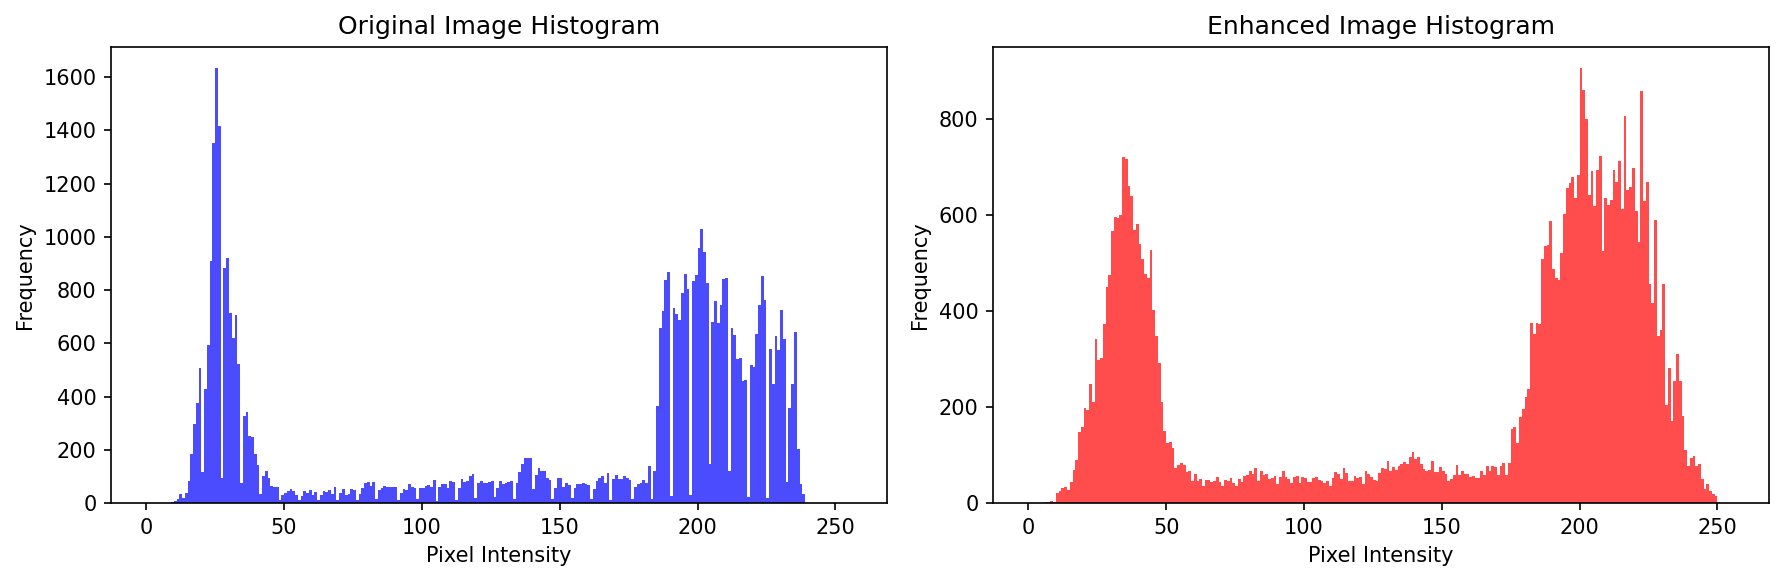 Original Image Histogram
1600
1400
1200
1000
800
600
400
200
0
Frequency
0 50 100 150 200 250
Pixel Intensity
Enhanced Image Histogram
800
600
400
200
0
Frequency
0 50 100 150 200 250
Pixel Intensity